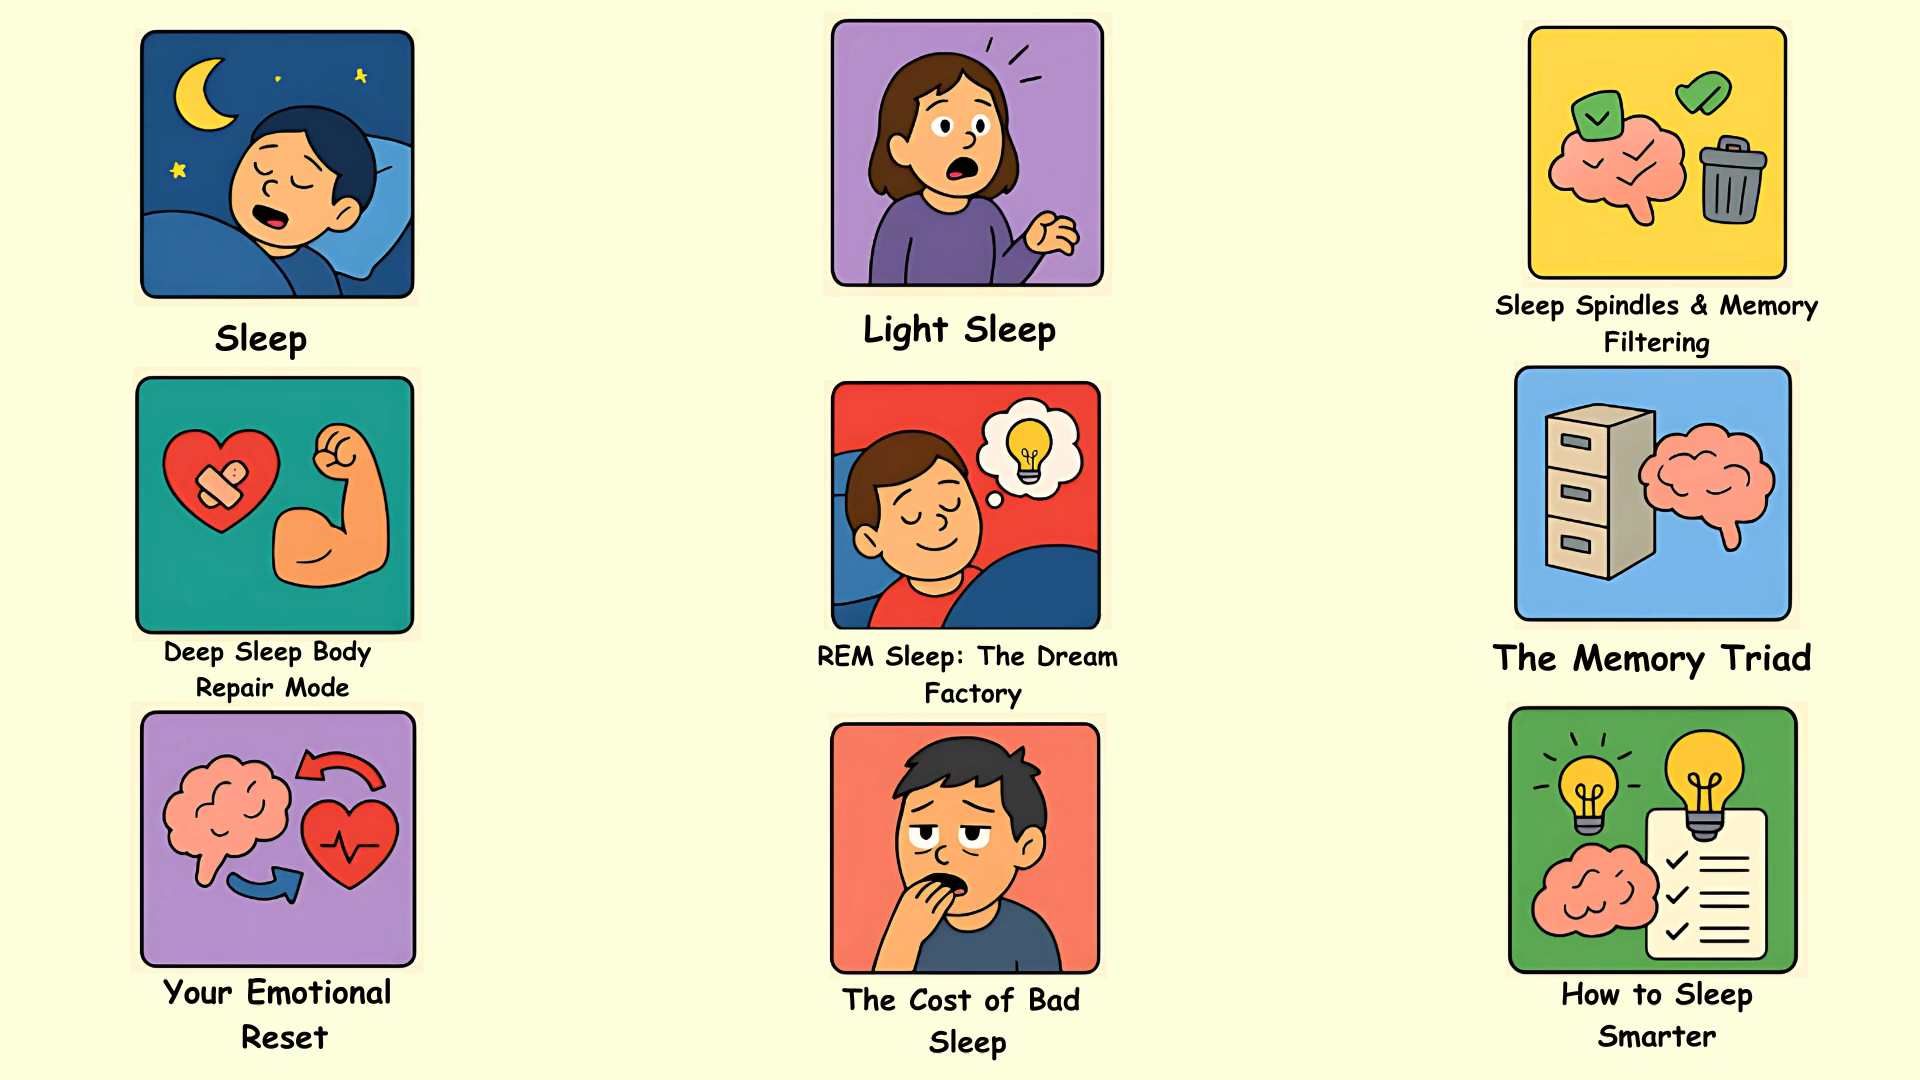 Sleep
Light Sleep
Sleep Spindles & Memory
Filtering
Deep Sleep Body
Repair Mode
REM Sleep: The Dream
Factory
The Memory Triad
Your Emotional
Reset
The Cost of Bad
Sleep
How to Sleep
Smarter